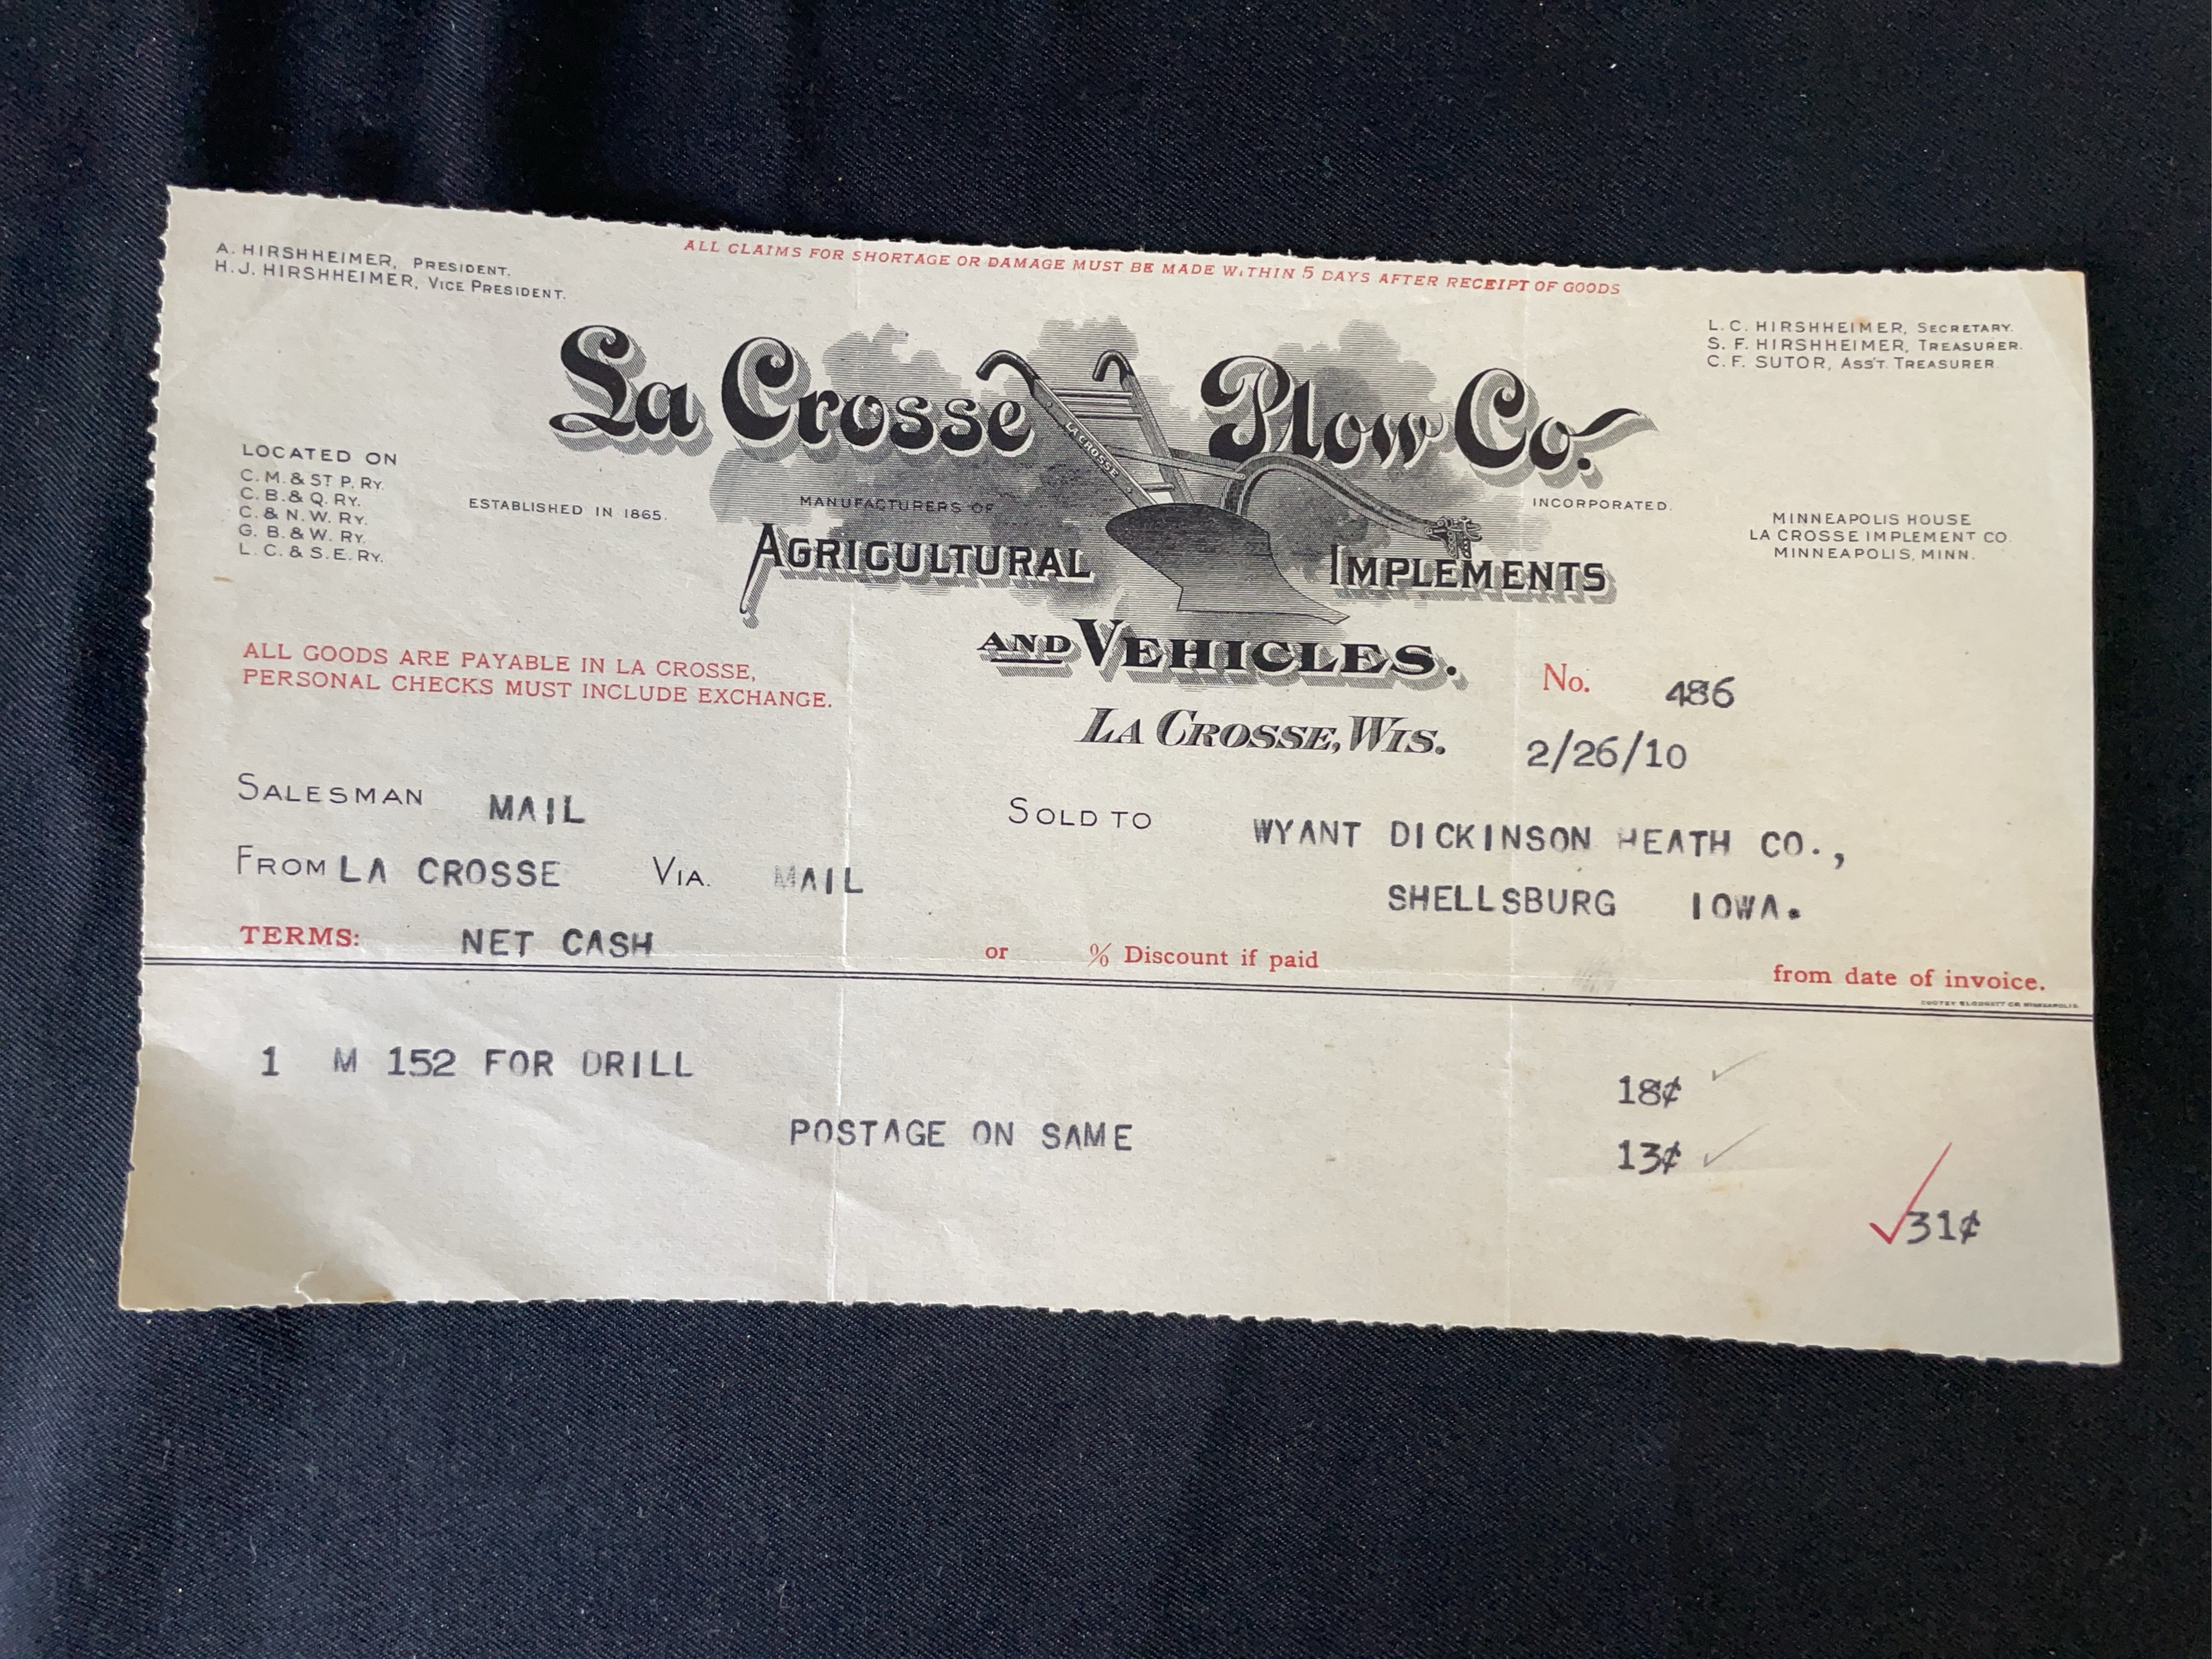 ALL CLAIMS FOR SHORTAGE OR DAMAGE MUST BE MADE WITHIN 5 DAYS AFTER RECEIPT OF GOODS
A. HIRSHHEIMER, PRESIDENT.
H. J. HIRSHHEIMER, VICE PRESIDENT.
L. C. HIRSHHEIMER, SECRETARY.
S. F. HIRSHHEIMER, TREASURER.
C. F. SUTOR, ASS'T. TREASURER.
La Crosse Plow Co.
LA CROSSE
LOCATED ON
C. M. & ST P. RY.
C. B. & Q. RY.
C. & N. W. RY.
G. B. & W. RY.
L. C. & S. E. RY.
ESTABLISHED IN 1865.
MANUFACTURERS OF
INCORPORATED.
AGRICULTURAL IMPLEMENTS
AND VEHICLES.
MINNEAPOLIS HOUSE
LA CROSSE IMPLEMENT CO.
MINNEAPOLIS, MINN.
ALL GOODS ARE PAYABLE IN LA CROSSE,
PERSONAL CHECKS MUST INCLUDE EXCHANGE.
No. 486
LA CROSSE, WIS. 2/26/10
SALESMAN MAIL
SOLD TO WYANT DICKINSON HEATH CO.,
FROM LA CROSSE VIA. MAIL
SHELLSBURG IOWA.
TERMS: NET CASH or % Discount if paid from date of invoice.
1 M 152 FOR DRILL 18¢
POSTAGE ON SAME 13¢
31¢